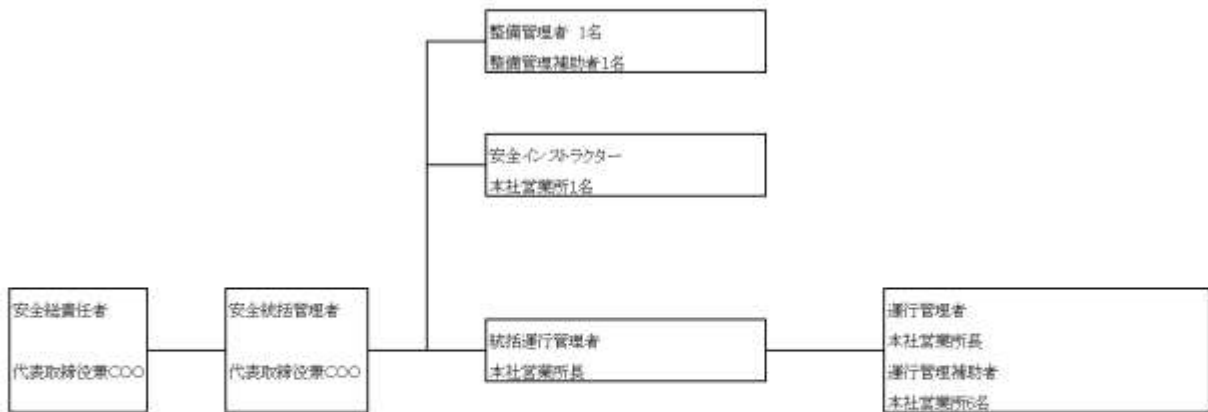 整備管理者 1名
整備管理補助者1名
安全インストラクター
本社営業所1名
安全総責任者
代表取締役兼COO
安全統括管理者
代表取締役兼COO
統括運行管理者
本社営業所長
運行管理者
本社営業所長
運行管理補助者
本社営業所6名